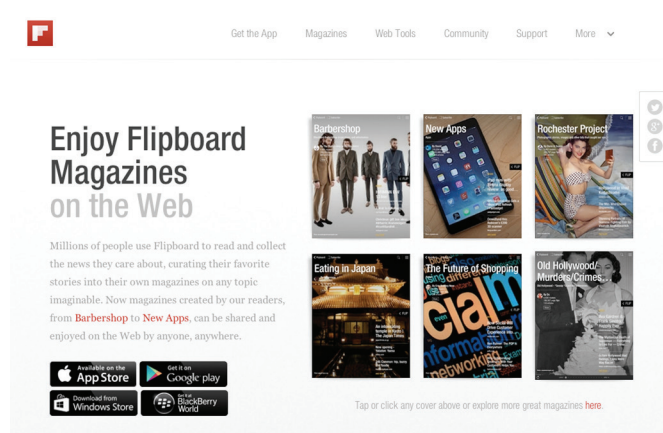 Get the App Magazines Web Tools Community Support More
Enjoy Flipboard
Magazines
on the Web
Millions of people use Flipboard to read and collect
the news they care about, curating their favorite
stories into their own magazines on any topic
imaginable. Now magazines created by our readers,
from Barbershop to New Apps, can be shared and
enjoyed on the Web by anyone, anywhere.
Available on the
App Store
Get it on
Google play
Download from
Windows Store
Get it at
BlackBerry
World
Barbershop
New Apps
Rochester Project
Eating in Japan
The Future of Shopping
claim
information
networking
Old Hollywood/
Murders/Crimes...
Tap or click any cover above or explore more great magazines here.